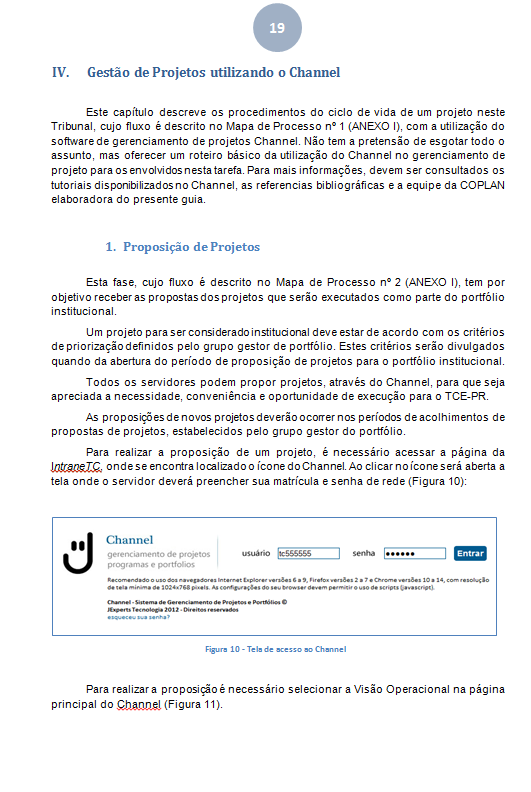 19
IV. Gestão de Projetos utilizando o Channel
Este capítulo descreve os procedimentos do ciclo de vida de um projeto neste
Tribunal, cujo fluxo é descrito no Mapa de Processo nº 1 (ANEXO I), com a utilização do
software de gerenciamento de projetos Channel. Não tem a pretensão de esgotar todo o
assunto, mas oferecer um roteiro básico da utilização do Channel no gerenciamento de
projeto para os envolvidos nesta tarefa. Para mais informações, devem ser consultados os
tutoriais disponibilizados no Channel, as referencias bibliográficas e a equipe da COPLAN
elaboradora do presente guia.
1. Proposição de Projetos
Esta fase, cujo fluxo é descrito no Mapa de Processo nº 2 (ANEXO I), tem por
objetivo receber as propostas dos projetos que serão executados como parte do portfólio
institucional.
Um projeto para ser considerado institucional deve estar de acordo com os critérios
de priorização definidos pelo grupo gestor de portfólio. Estes critérios serão divulgados
quando da abertura do período de proposição de projetos para o portfólio institucional.
Todos os servidores podem propor projetos, através do Channel, para que seja
apreciada a necessidade, conveniência e oportunidade de execução para o TCE-PR.
As proposições de novos projetos deverão ocorrer nos períodos de acolhimentos de
propostas de projetos, estabelecidos pelo grupo gestor do portfólio.
Para realizar a proposição de um projeto, é necessário acessar a página da
IntraneTC, onde se encontra localizado o ícone do Channel. Ao clicar no ícone será aberta a
tela onde o servidor deverá preencher sua matrícula e senha de rede (Figura 10):
Channel
gerenciamento de projetos
programas e portfolios
usuário tc555555 senha •••••• Entrar
Recomendado o uso dos navegadores Internet Explorer versões 6 a 9, Firefox versões 2 a 7 e Chrome versões 10 a 14, com resolução
de tela mínima de 1024x768 pixels. As configurações do seu browser devem permitir o uso de scripts (javascript).
Channel - Sistema de Gerenciamento de Projetos e Portfólios ©
JExperts Tecnologia 2012 - Direitos reservados
esqueceu sua senha?
Figura 10 - Tela de acesso ao Channel
Para realizar a proposição é necessário selecionar a Visão Operacional na página
principal do Channel (Figura 11).